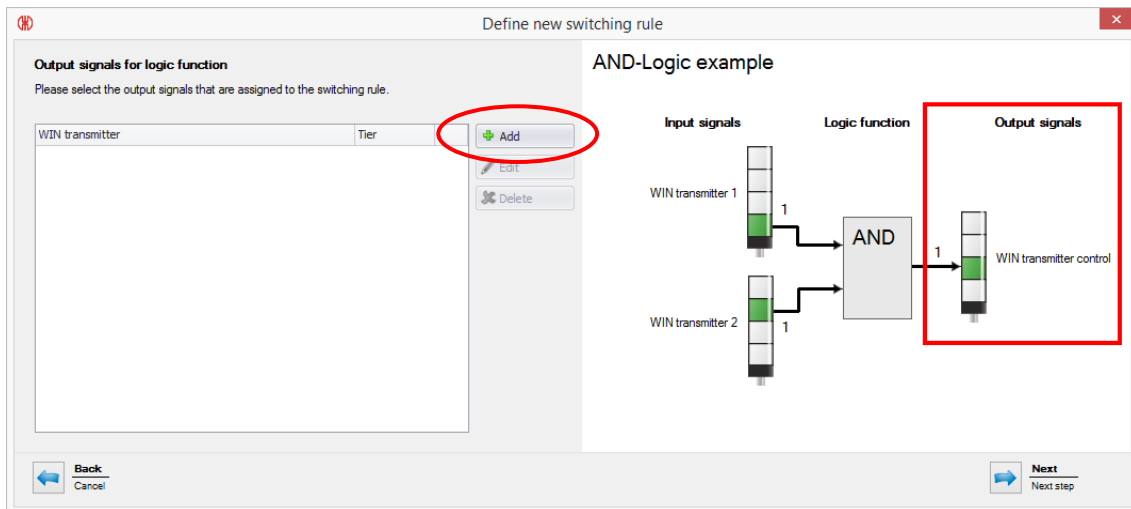 Define new switching rule
Output signals for logic function
Please select the output signals that are assigned to the switching rule.
WIN transmitter Tier
Add
Edit
Delete
AND-Logic example
Input signals Logic function Output signals
WIN transmitter 1
1
AND
1
WIN transmitter control
WIN transmitter 2
1
Back
Cancel
Next
Next step